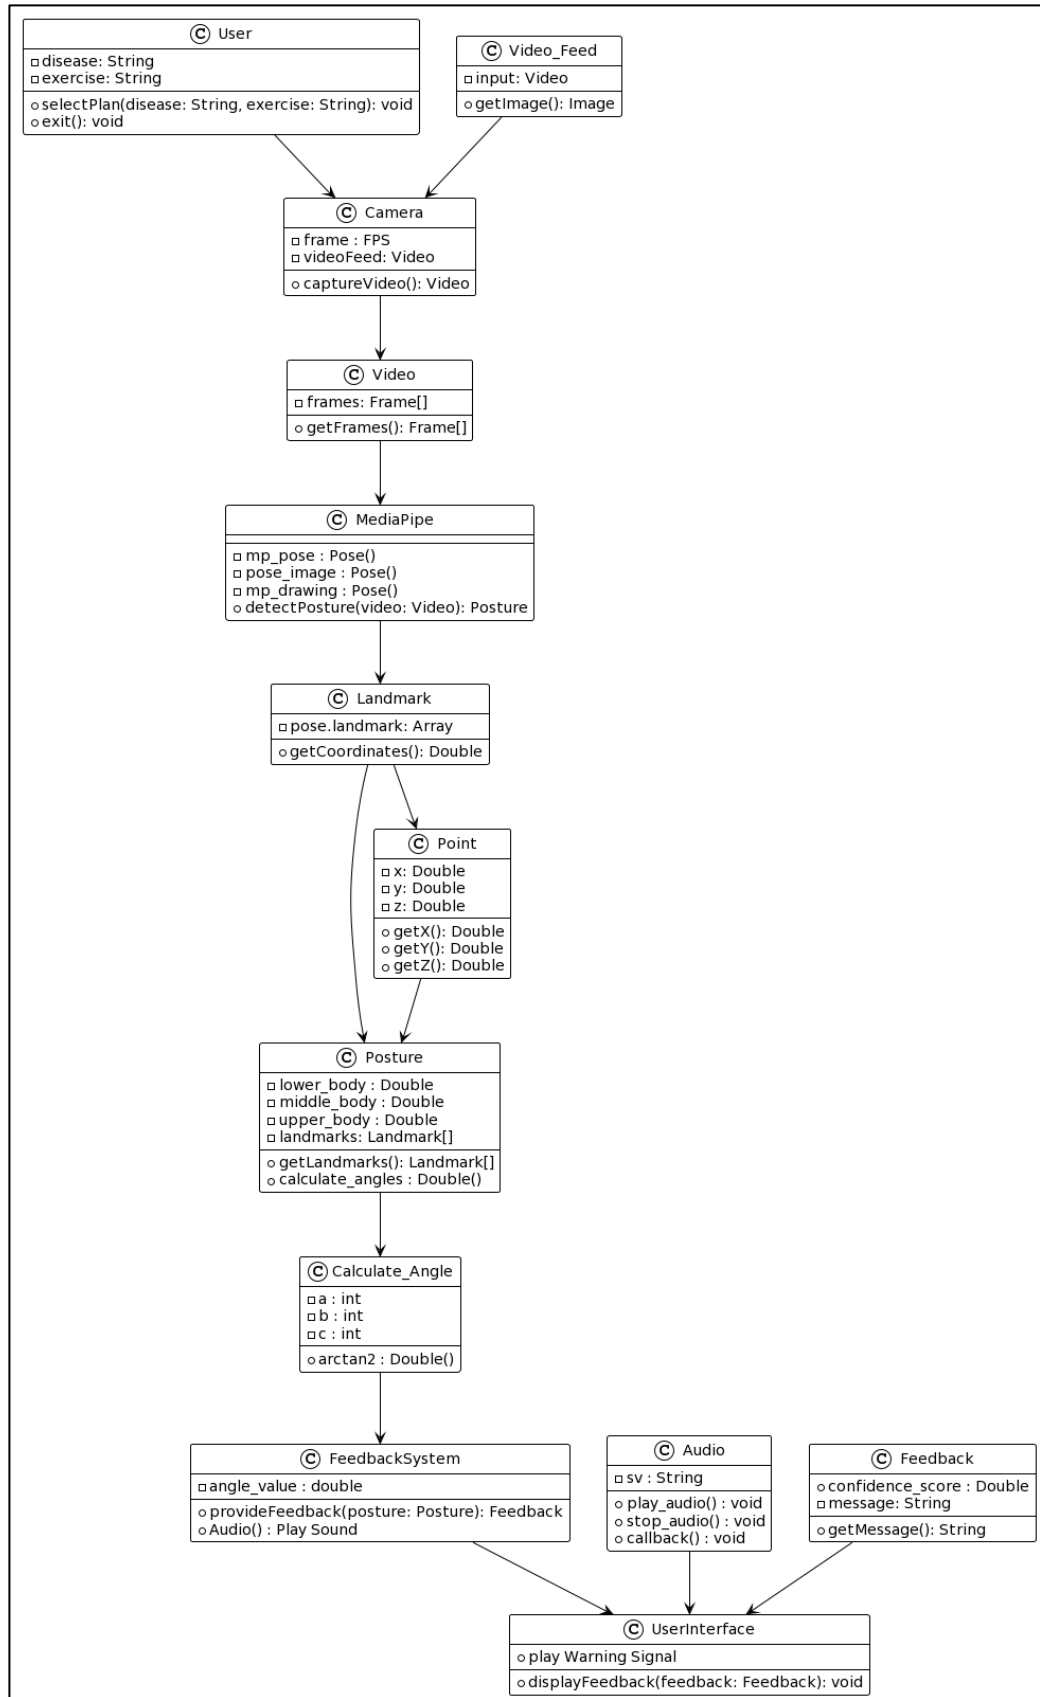 C User
disease: String
exercise: String
selectPlan(disease: String, exercise: String): void
exit(): void
C Video_Feed
input: Video
getImage(): Image
C Camera
frame : FPS
videoFeed: Video
captureVideo(): Video
C Video
frames: Frame[]
getFrames(): Frame[]
C MediaPipe
mp_pose : Pose()
pose_image : Pose()
mp_drawing : Pose()
detectPosture(video: Video): Posture
C Landmark
pose.landmark: Array
getCoordinates(): Double
C Point
x: Double
y: Double
z: Double
getX(): Double
getY(): Double
getZ(): Double
C Posture
lower_body : Double
middle_body : Double
upper_body : Double
landmarks: Landmark[]
getLandmarks(): Landmark[]
calculate_angles : Double()
C Calculate_Angle
a : int
b : int
c : int
arctan2 : Double()
C FeedbackSystem
angle_value : double
provideFeedback(posture: Posture): Feedback
Audio() : Play Sound
C Audio
sv : String
play_audio() : void
stop_audio() : void
callback() : void
C Feedback
confidence_score : Double
message: String
getMessage(): String
C UserInterface
play Warning Signal
displayFeedback(feedback: Feedback): void